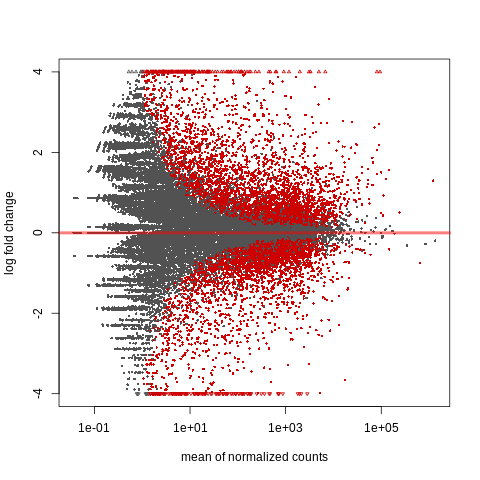 4
2
0
-2
-4
log fold change
1e-01
1e+01
1e+03
1e+05
mean of normalized counts